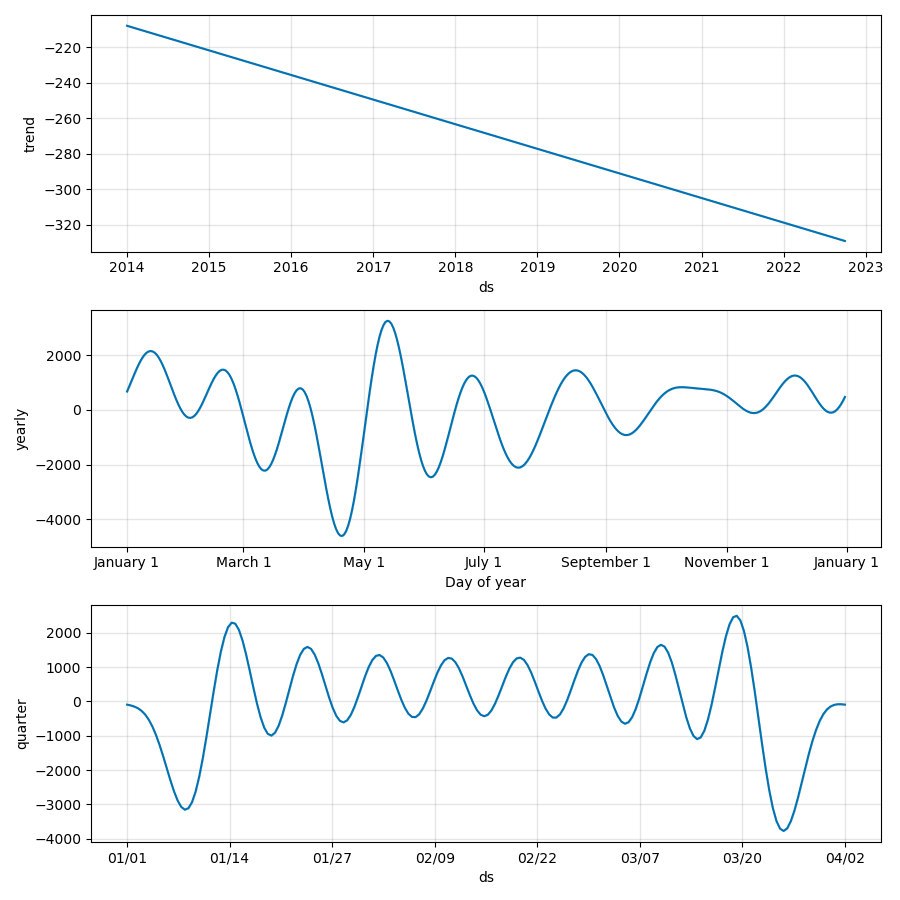 −220
−240
−260
−280
−300
−320
trend
2014 2015 2016 2017 2018 2019 2020 2021 2022 2023
ds
2000
0
−2000
−4000
yearly
January 1 March 1 May 1 July 1 September 1 November 1 January 1
Day of year
2000
1000
0
−1000
−2000
−3000
−4000
quarter
01/01 01/14 01/27 02/09 02/22 03/07 03/20 04/02
ds